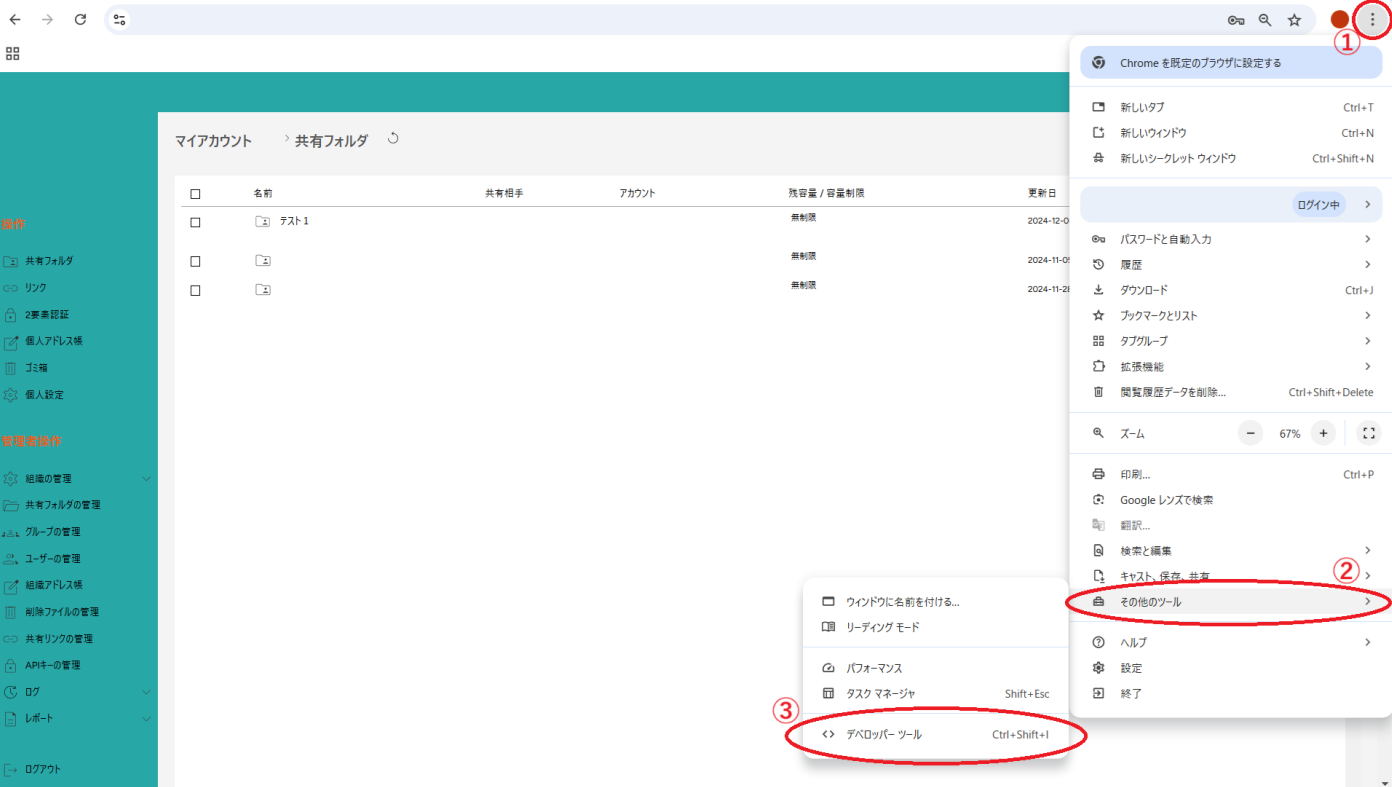 ①
Chrome を既定のブラウザに設定する
新しいタブ Ctrl+T
新しいウィンドウ Ctrl+N
新しいシークレット ウィンドウ Ctrl+Shift+N
ログイン中
パスワードと自動入力
履歴
ダウンロード Ctrl+J
ブックマークとリスト
タブグループ
拡張機能
閲覧履歴データを削除... Ctrl+Shift+Delete
ズーム − 67% +
印刷... Ctrl+P
Google レンズで検索
翻訳...
検索と編集
キャスト、保存、共有
②
その他のツール
ヘルプ
設定
終了
ウィンドウに名前を付ける...
リーディング モード
パフォーマンス
タスク マネージャ Shift+Esc
③
デベロッパー ツール Ctrl+Shift+I
マイアカウント > 共有フォルダ
名前 共有相手 アカウント 残容量 / 容量制限 更新日
テスト1 無制限 2024-12-0
無制限 2024-11-05
無制限 2024-11-28
操作
共有フォルダ
リンク
2要素認証
個人アドレス帳
ゴミ箱
個人設定
管理者操作
組織の管理
共有フォルダの管理
グループの管理
ユーザーの管理
組織アドレス帳
削除ファイルの管理
共有リンクの管理
APIキーの管理
ログ
レポート
ログアウト